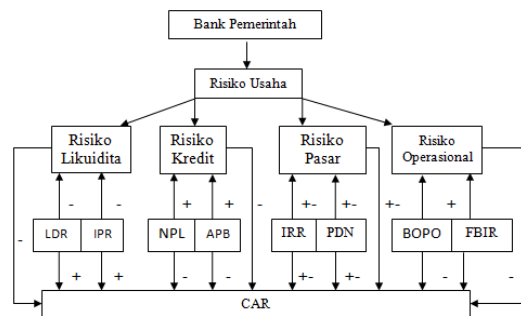 Bank Pemerintah
Risiko Usaha
Risiko
Likuidita
Risiko
Kredit
Risiko
Pasar
Risiko
Operasional
- - + + - +- +- +- +
- LDR IPR NPL APB IRR PDN BOPO FBIR
+ + - - +- +- - - -
CAR